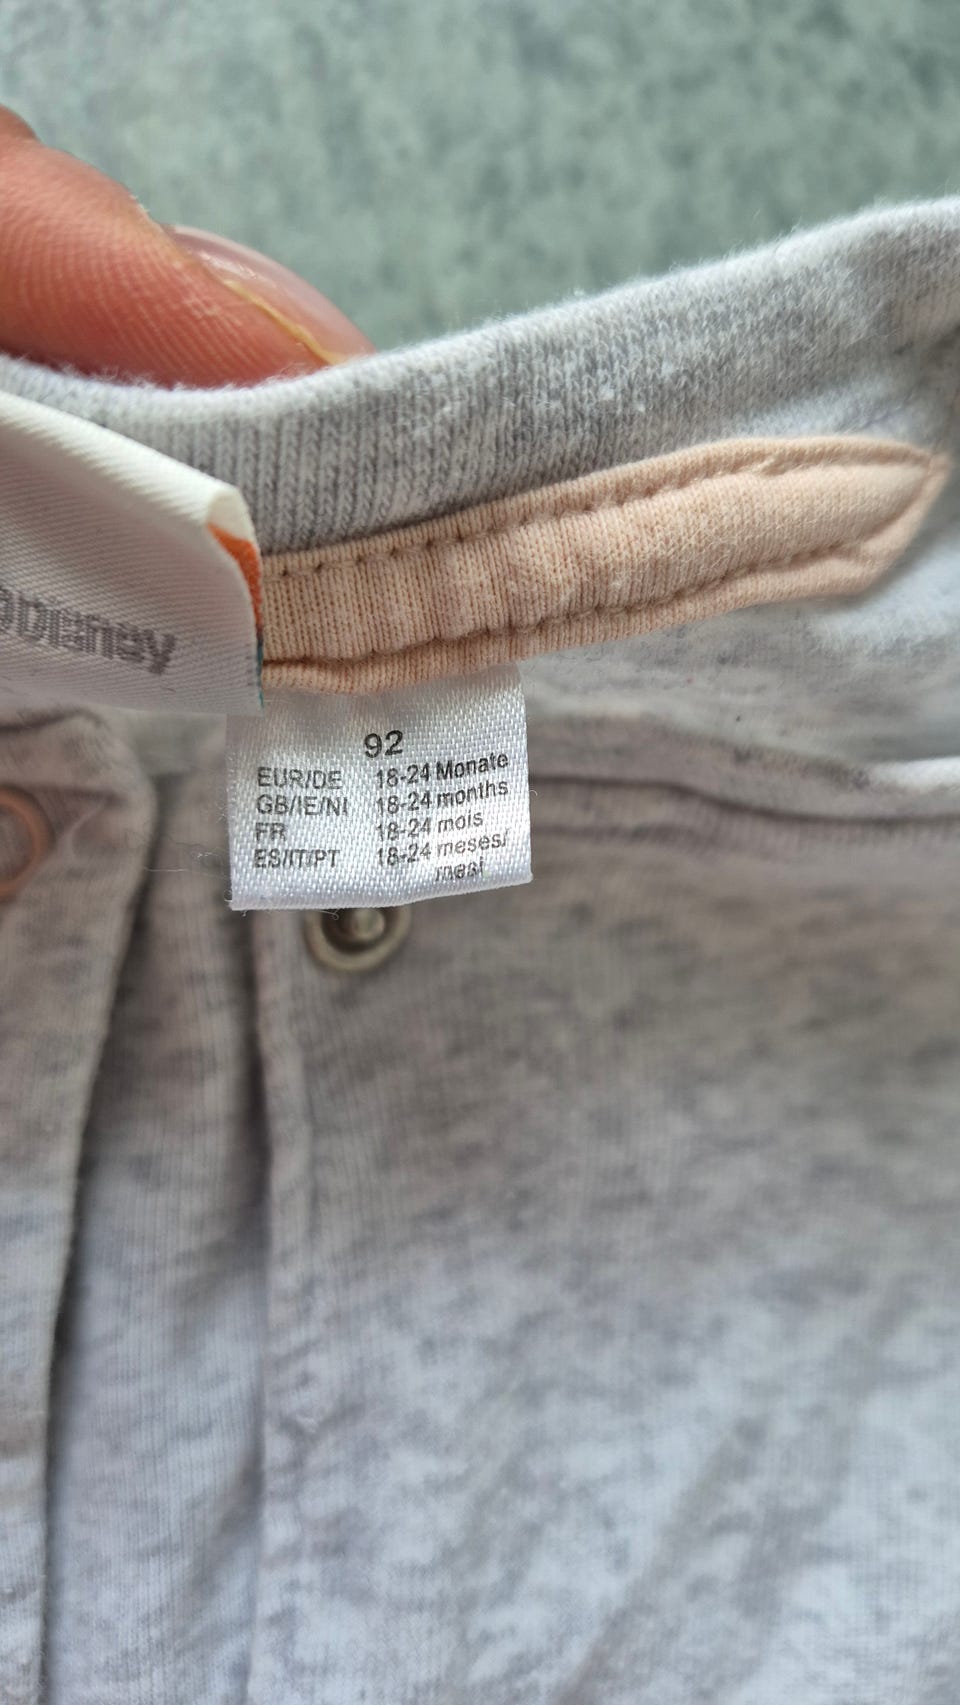 ©Disney
92
EUR/DE 18-24 Monate
GB/IE/NI 18-24 months
FR 18-24 mois
ES/IT/PT 18-24 meses/
mesi